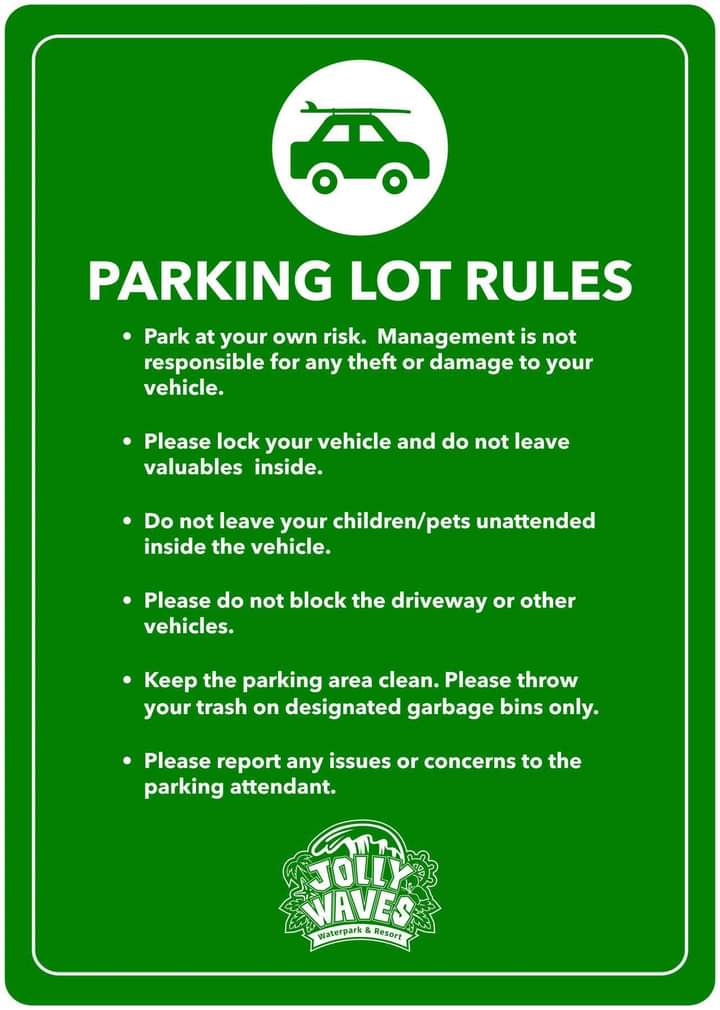 PARKING LOT RULES
• Park at your own risk.  Management is not
responsible for any theft or damage to your
vehicle.
• Please lock your vehicle and do not leave
valuables  inside.
• Do not leave your children/pets unattended
inside the vehicle.
• Please do not block the driveway or other
vehicles.
• Keep the parking area clean. Please throw
your trash on designated garbage bins only.
• Please report any issues or concerns to the
parking attendant.
JOLLY
WAVES
Waterpark & Resort